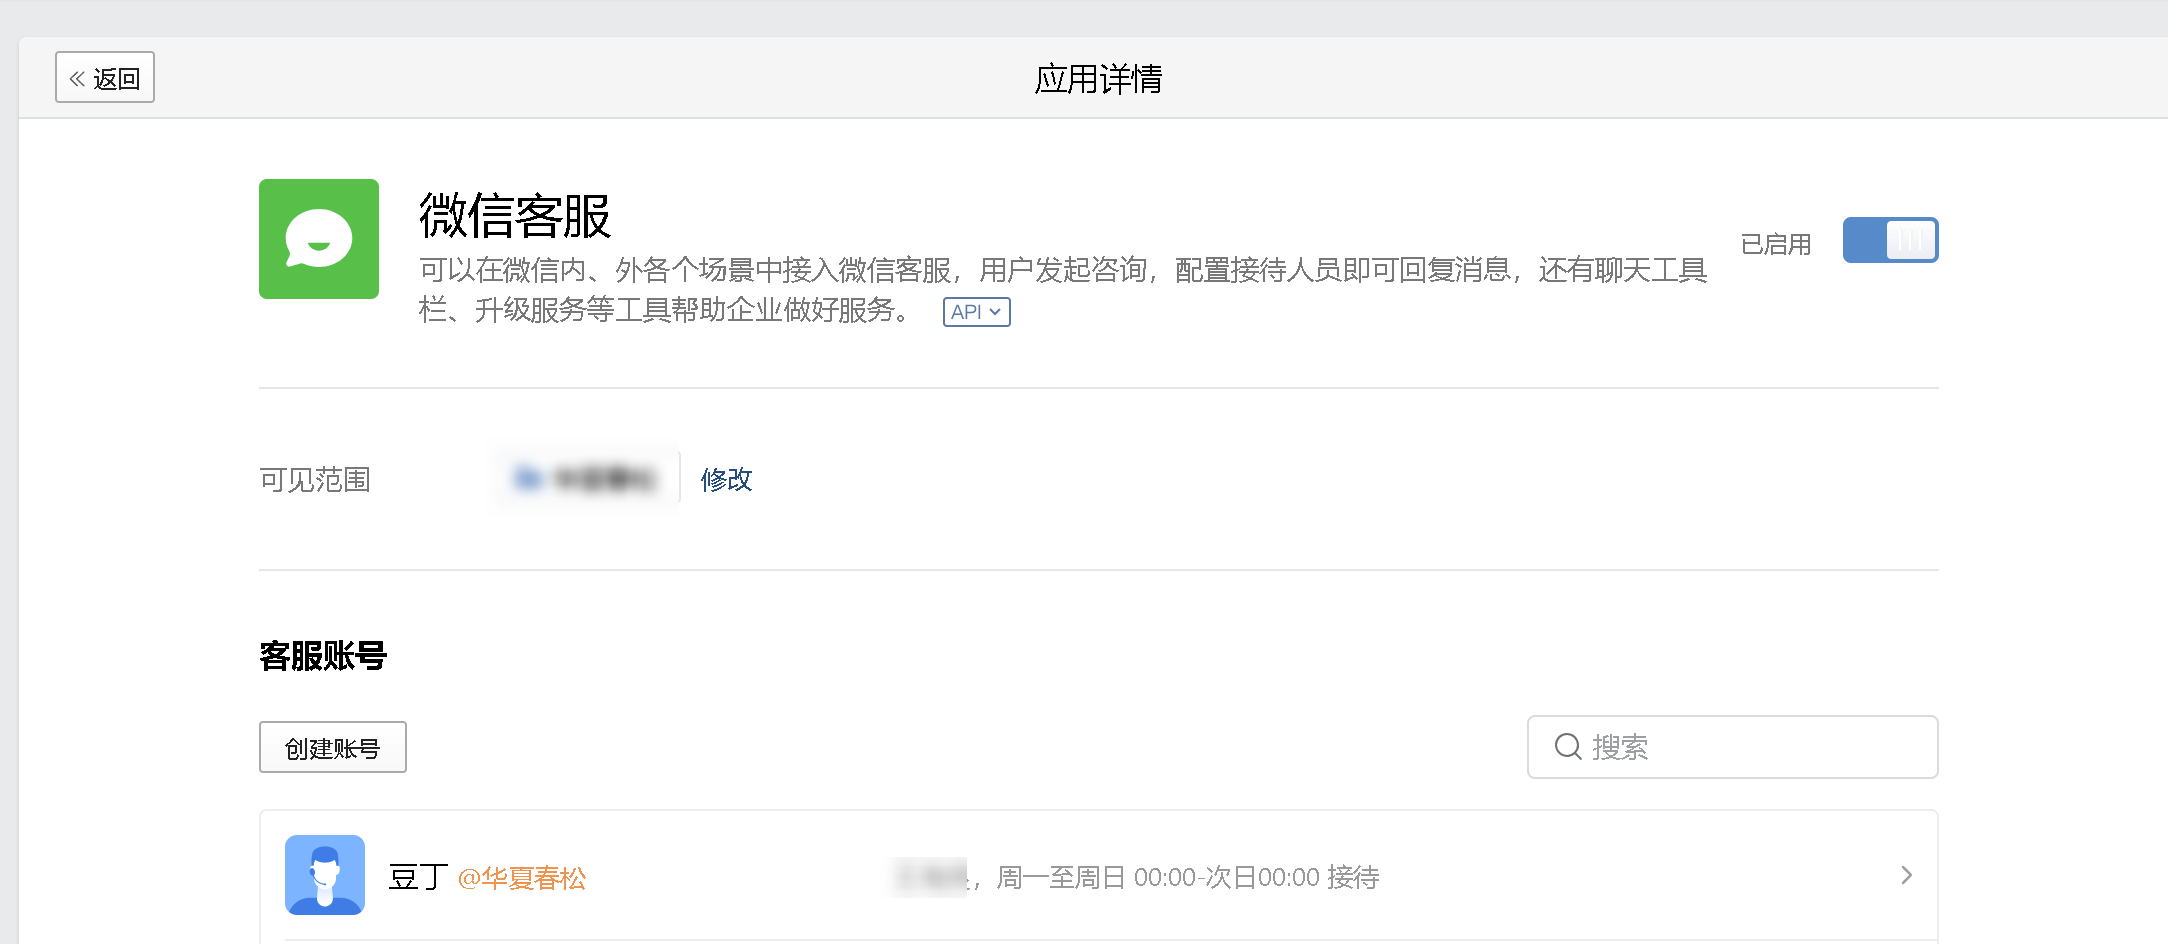 返回
应用详情
微信客服
可以在微信内、外各个场景中接入微信客服，用户发起咨询，配置接待人员即可回复消息，还有聊天工具
栏、升级服务等工具帮助企业做好服务。 API
已启用
可见范围 修改
客服账号
创建账号
搜索
豆丁 @华夏春松 ，周一至周日 00:00-次日00:00 接待